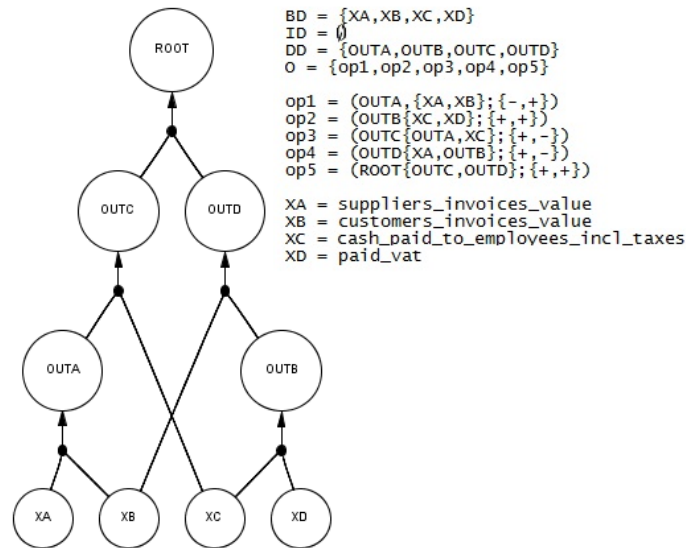 BD = {XA,XB,XC,XD}
ID = ∅
DD = {OUTA,OUTB,OUTC,OUTD}
O = {op1,op2,op3,op4,op5}
op1 = (OUTA,{XA,XB};{-,+})
op2 = (OUTB{XC,XD};{+,+})
op3 = (OUTC{OUTA,XC};{+,-})
op4 = (OUTD{XA,OUTB};{+,-})
op5 = (ROOT{OUTC,OUTD};{+,+})
XA = suppliers_invoices_value
XB = customers_invoices_value
XC = cash_paid_to_employees_incl_taxes
XD = paid_vat
ROOT
OUTC OUTD
OUTA OUTB
XA XB XC XD